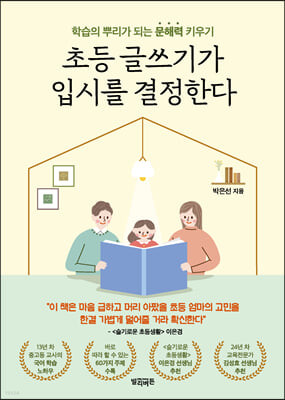 학습의 뿌리가 되는 문해력 키우기
초등 글쓰기가
입시를 결정한다
박은선 지음
"이 책은 마음 급하고 머리 아팠을 초등 엄마의 고민을
한결 가볍게 덜어줄 거라 확신한다"
- <슬기로운 초등생활> 이은경
13년 차
중고등 교사의
국어 학습
노하우
바로
따라 할 수 있는
60가지 주제
수록
<슬기로운
초등생활>
이은경 선생님
추천
24년 차
교육전문가
김성효 선생님
추천
빌리버튼